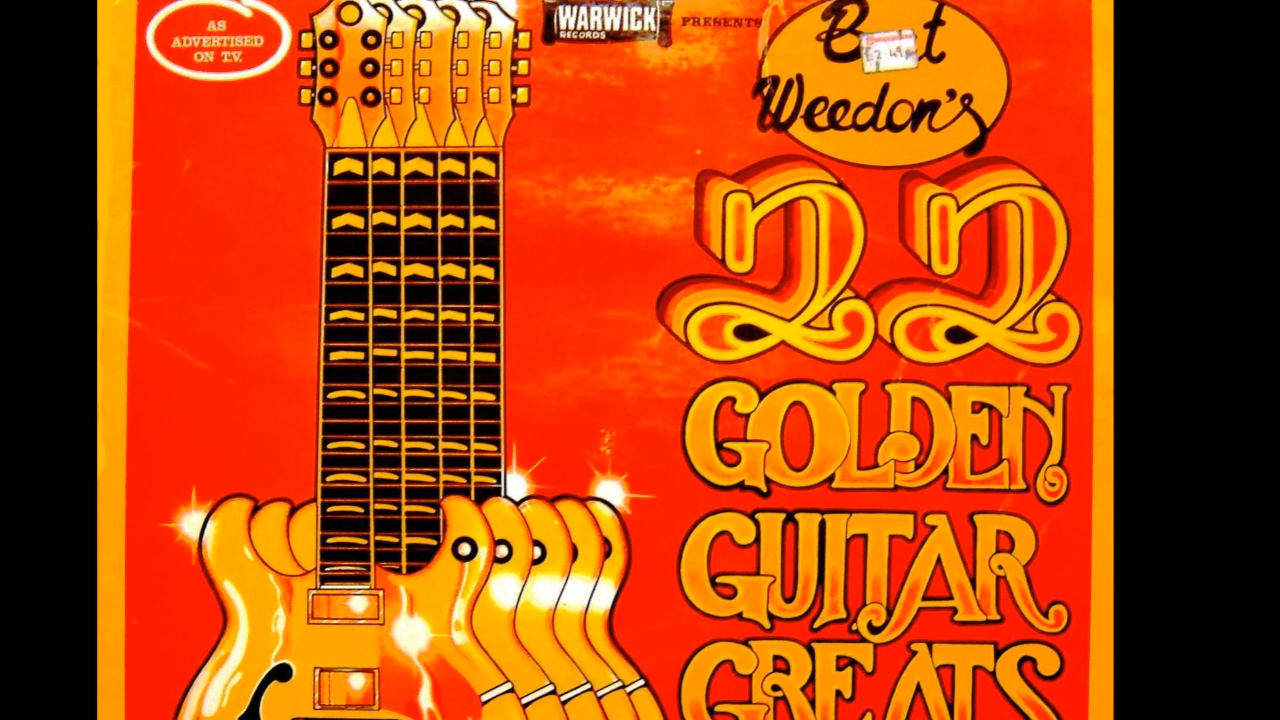 AS
ADVERTISED
ON T.V.
WARWICK
RECORDS
PRESENTS
Weedon's
22
GOLDEN
GUITAR
GREATS